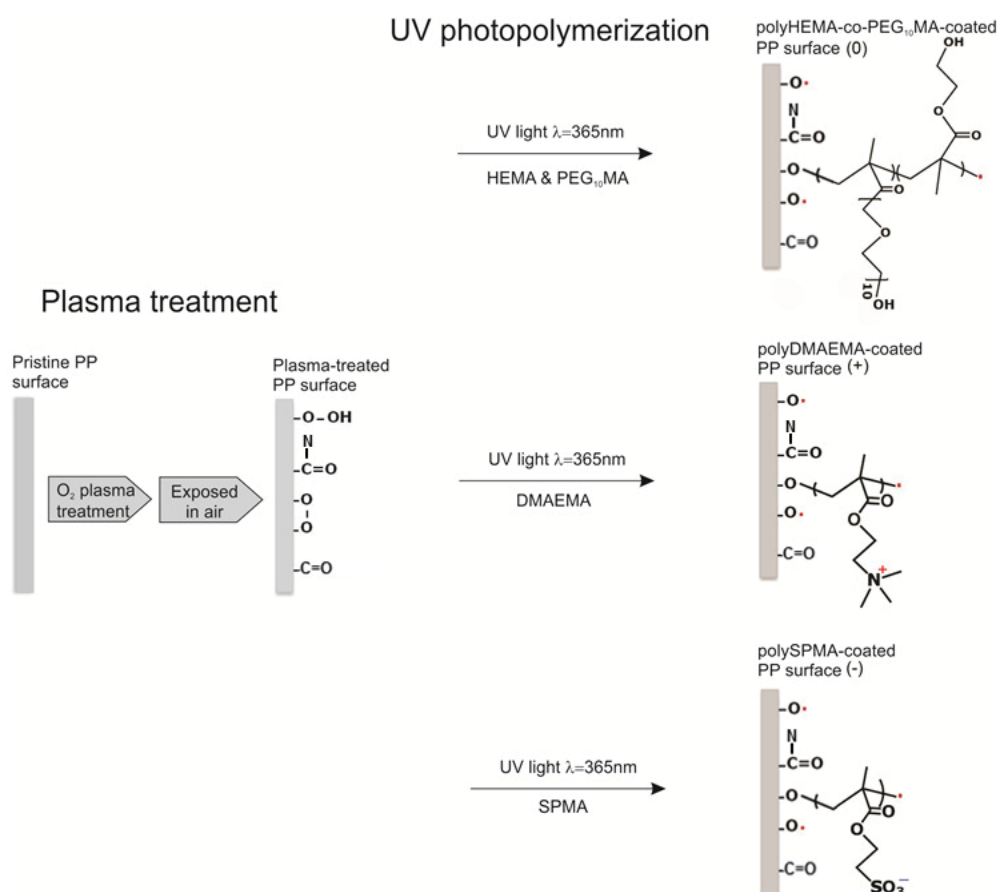 UV photopolymerization
polyHEMA-co-PEG₁₀MA-coated
PP surface (0)
OH
O
O
O•
N
C=O
O
O•
C=O
O
O
10
OH
•
UV light λ=365nm
HEMA & PEG₁₀MA
Plasma treatment
Pristine PP
surface
O₂ plasma
treatment
Exposed
in air
Plasma-treated
PP surface
O-OH
N
C=O
O
O
C=O
UV light λ=365nm
DMAEMA
polyDMAEMA-coated
PP surface (+)
O•
N
C=O
O
O•
C=O
O
O
N+
•
UV light λ=365nm
SPMA
polySPMA-coated
PP surface (-)
O•
N
C=O
O
O•
C=O
O
O
SO₃⁻
•